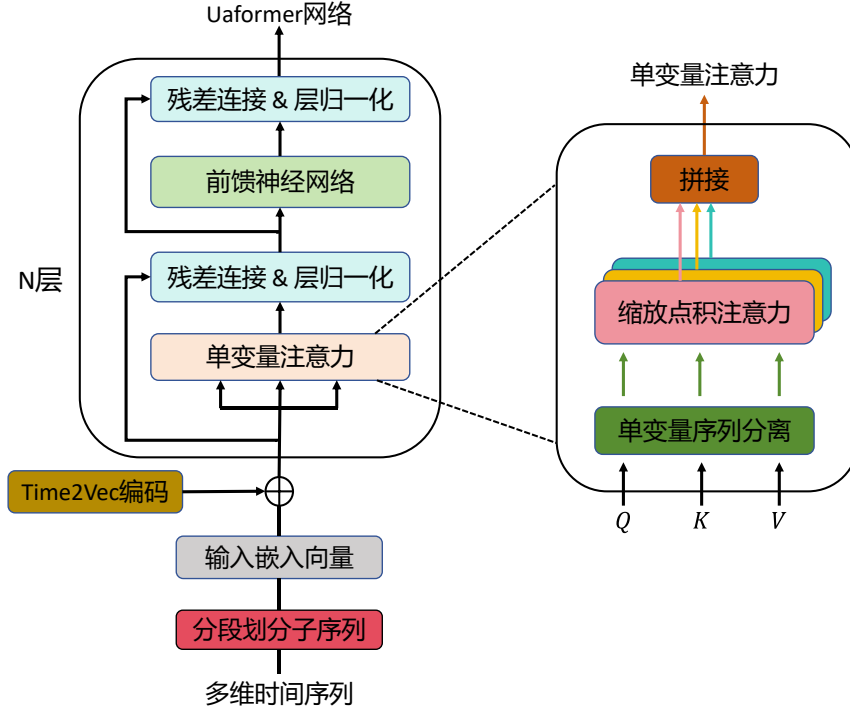 Uaformer网络
残差连接 & 层归一化
前馈神经网络
残差连接 & 层归一化
N层
单变量注意力
Time2Vec编码
输入嵌入向量
分段划分子序列
多维时间序列
单变量注意力
拼接
缩放点积注意力
单变量序列分离
Q K V